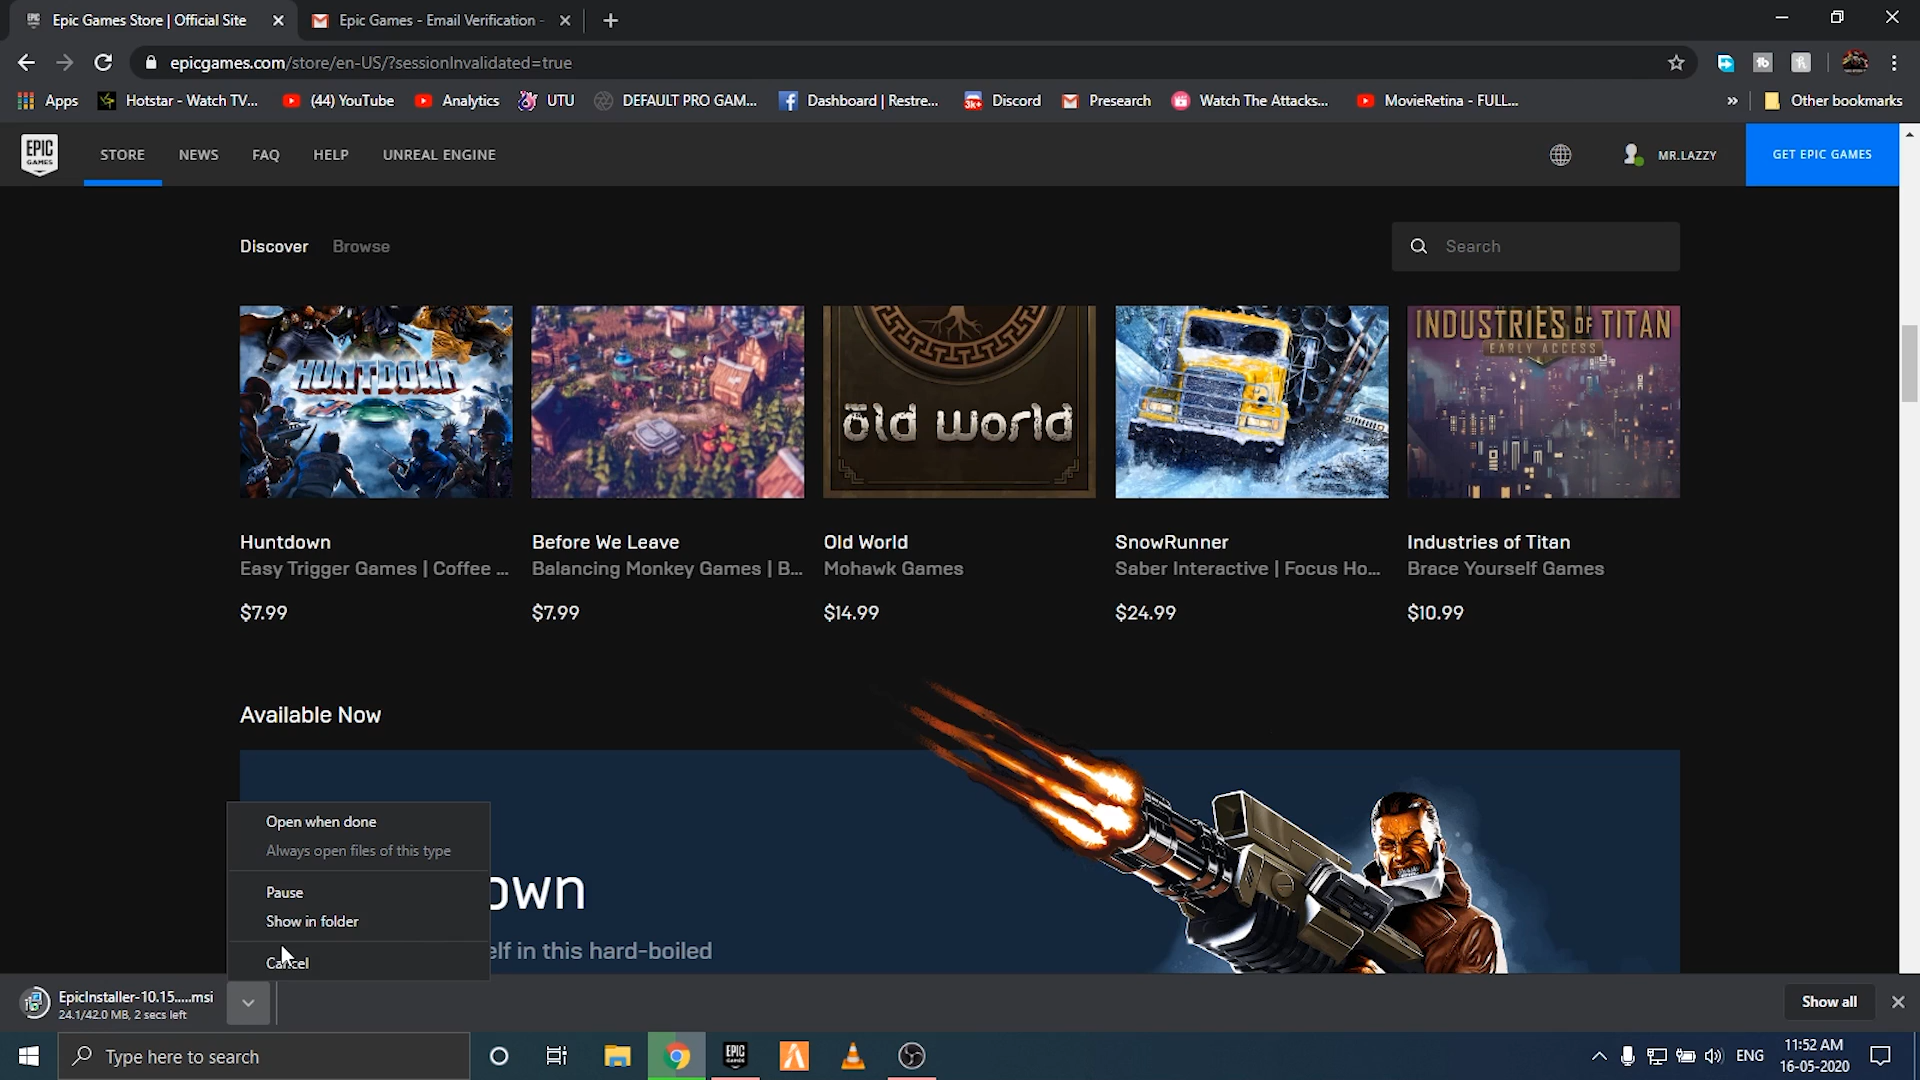 Epic Games Store | Official Site
Epic Games - Email Verification -
epicgames.com/store/en-US/?sessionInvalidated=true
Apps
Hotstar - Watch TV...
(44) YouTube
Analytics
UTU
DEFAULT PRO GAM...
Dashboard | Restre...
3k+
Discord
Presearch
Watch The Attacks...
MovieRetina - FULL...
»
Other bookmarks
EPIC
GAMES
STORE
NEWS
FAQ
HELP
UNREAL ENGINE
MR.LAZZY
GET EPIC GAMES
Discover
Browse
Search
HUNTDOWN
old world
INDUSTRIES OF TITAN
EARLY ACCESS
Huntdown
Before We Leave
Old World
SnowRunner
Industries of Titan
Easy Trigger Games | Coffee ...
Balancing Monkey Games | B...
Mohawk Games
Saber Interactive | Focus Ho...
Brace Yourself Games
$7.99
$7.99
$14.99
$24.99
$10.99
Available Now
Open when done
Always open files of this type
Pause
Show in folder
Cancel
own
elf in this hard-boiled
EpicInstaller-10.15.....msi
24.1/42.0 MB, 2 secs left
Show all
Type here to search
EPIC
GAMES
ENG
11:52 AM
16-05-2020